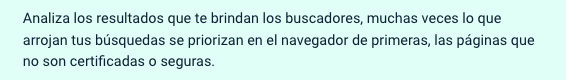 Analiza los resultados que te brindan los buscadores, muchas veces lo que
arrojan tus búsquedas se priorizan en el navegador de primeras, las páginas que
no son certificadas o seguras.